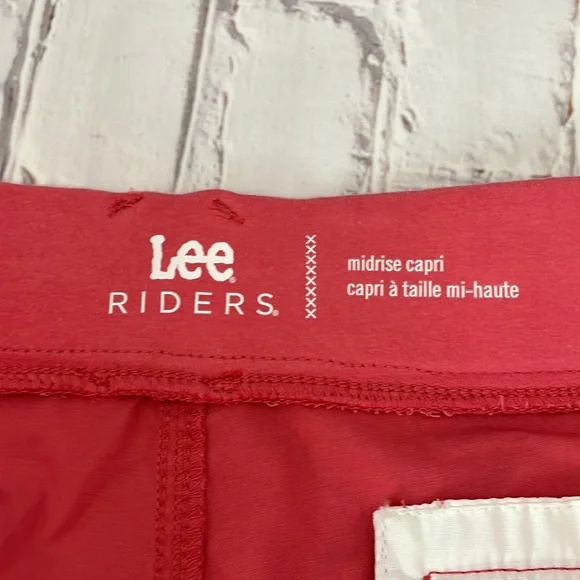 Lee®
RIDERS®
midrise capri
capri à taille mi-haute